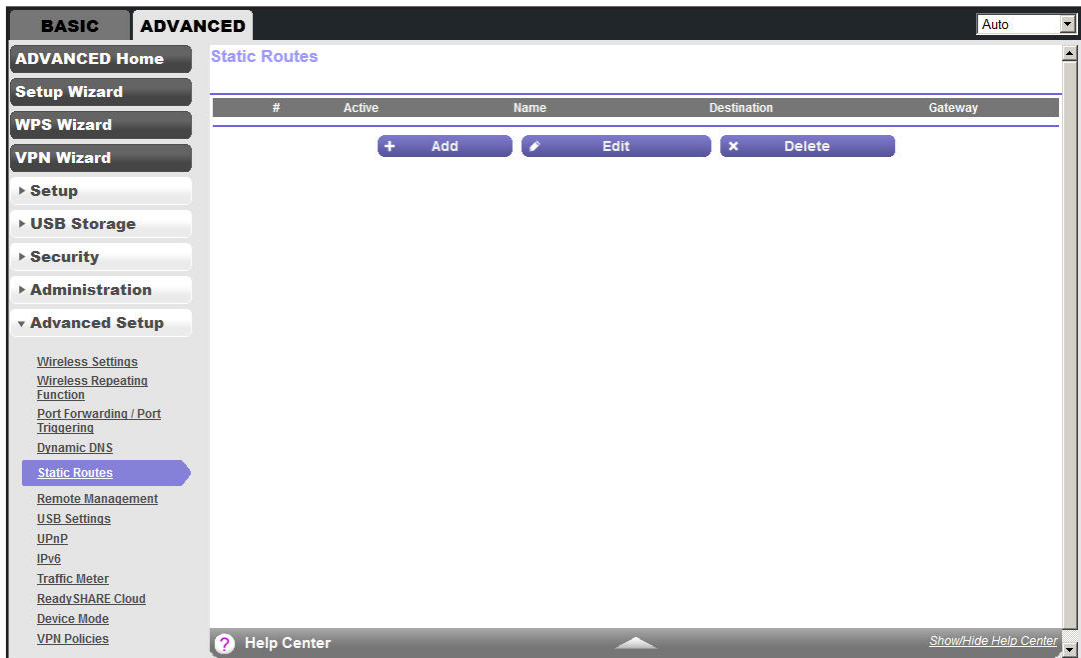 BASIC
ADVANCED
Auto
ADVANCED Home
Setup Wizard
WPS Wizard
VPN Wizard
Setup
USB Storage
Security
Administration
Advanced Setup
Wireless Settings
Wireless Repeating
Function
Port Forwarding / Port
Triggering
Dynamic DNS
Static Routes
Remote Management
USB Settings
UPnP
IPv6
Traffic Meter
ReadySHARE Cloud
Device Mode
VPN Policies
Static Routes
# Active Name Destination Gateway
+ Add Edit × Delete
? Help Center Show/Hide Help Center